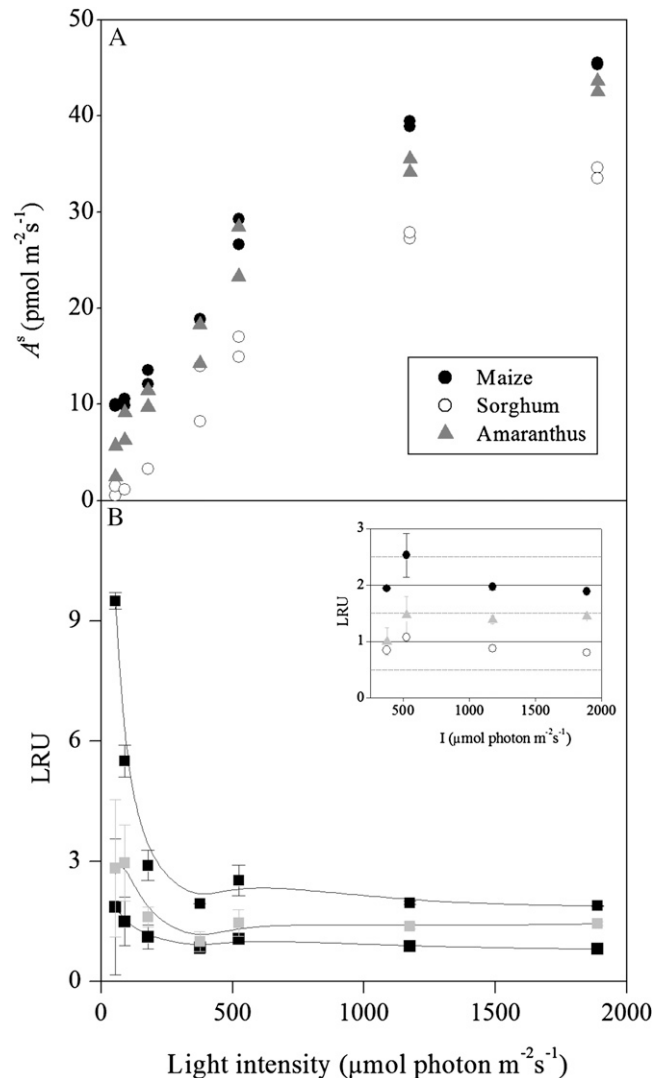 A
50
40
30
20
10
0
Aˢ (pmol m⁻²s⁻¹)
Maize
Sorghum
Amaranthus
B
9
6
3
0
LRU
3
2
1
0
LRU
500 1000 1500 2000
I (µmol photon m⁻²s⁻¹)
0 500 1000 1500 2000
Light intensity (µmol photon m⁻²s⁻¹)